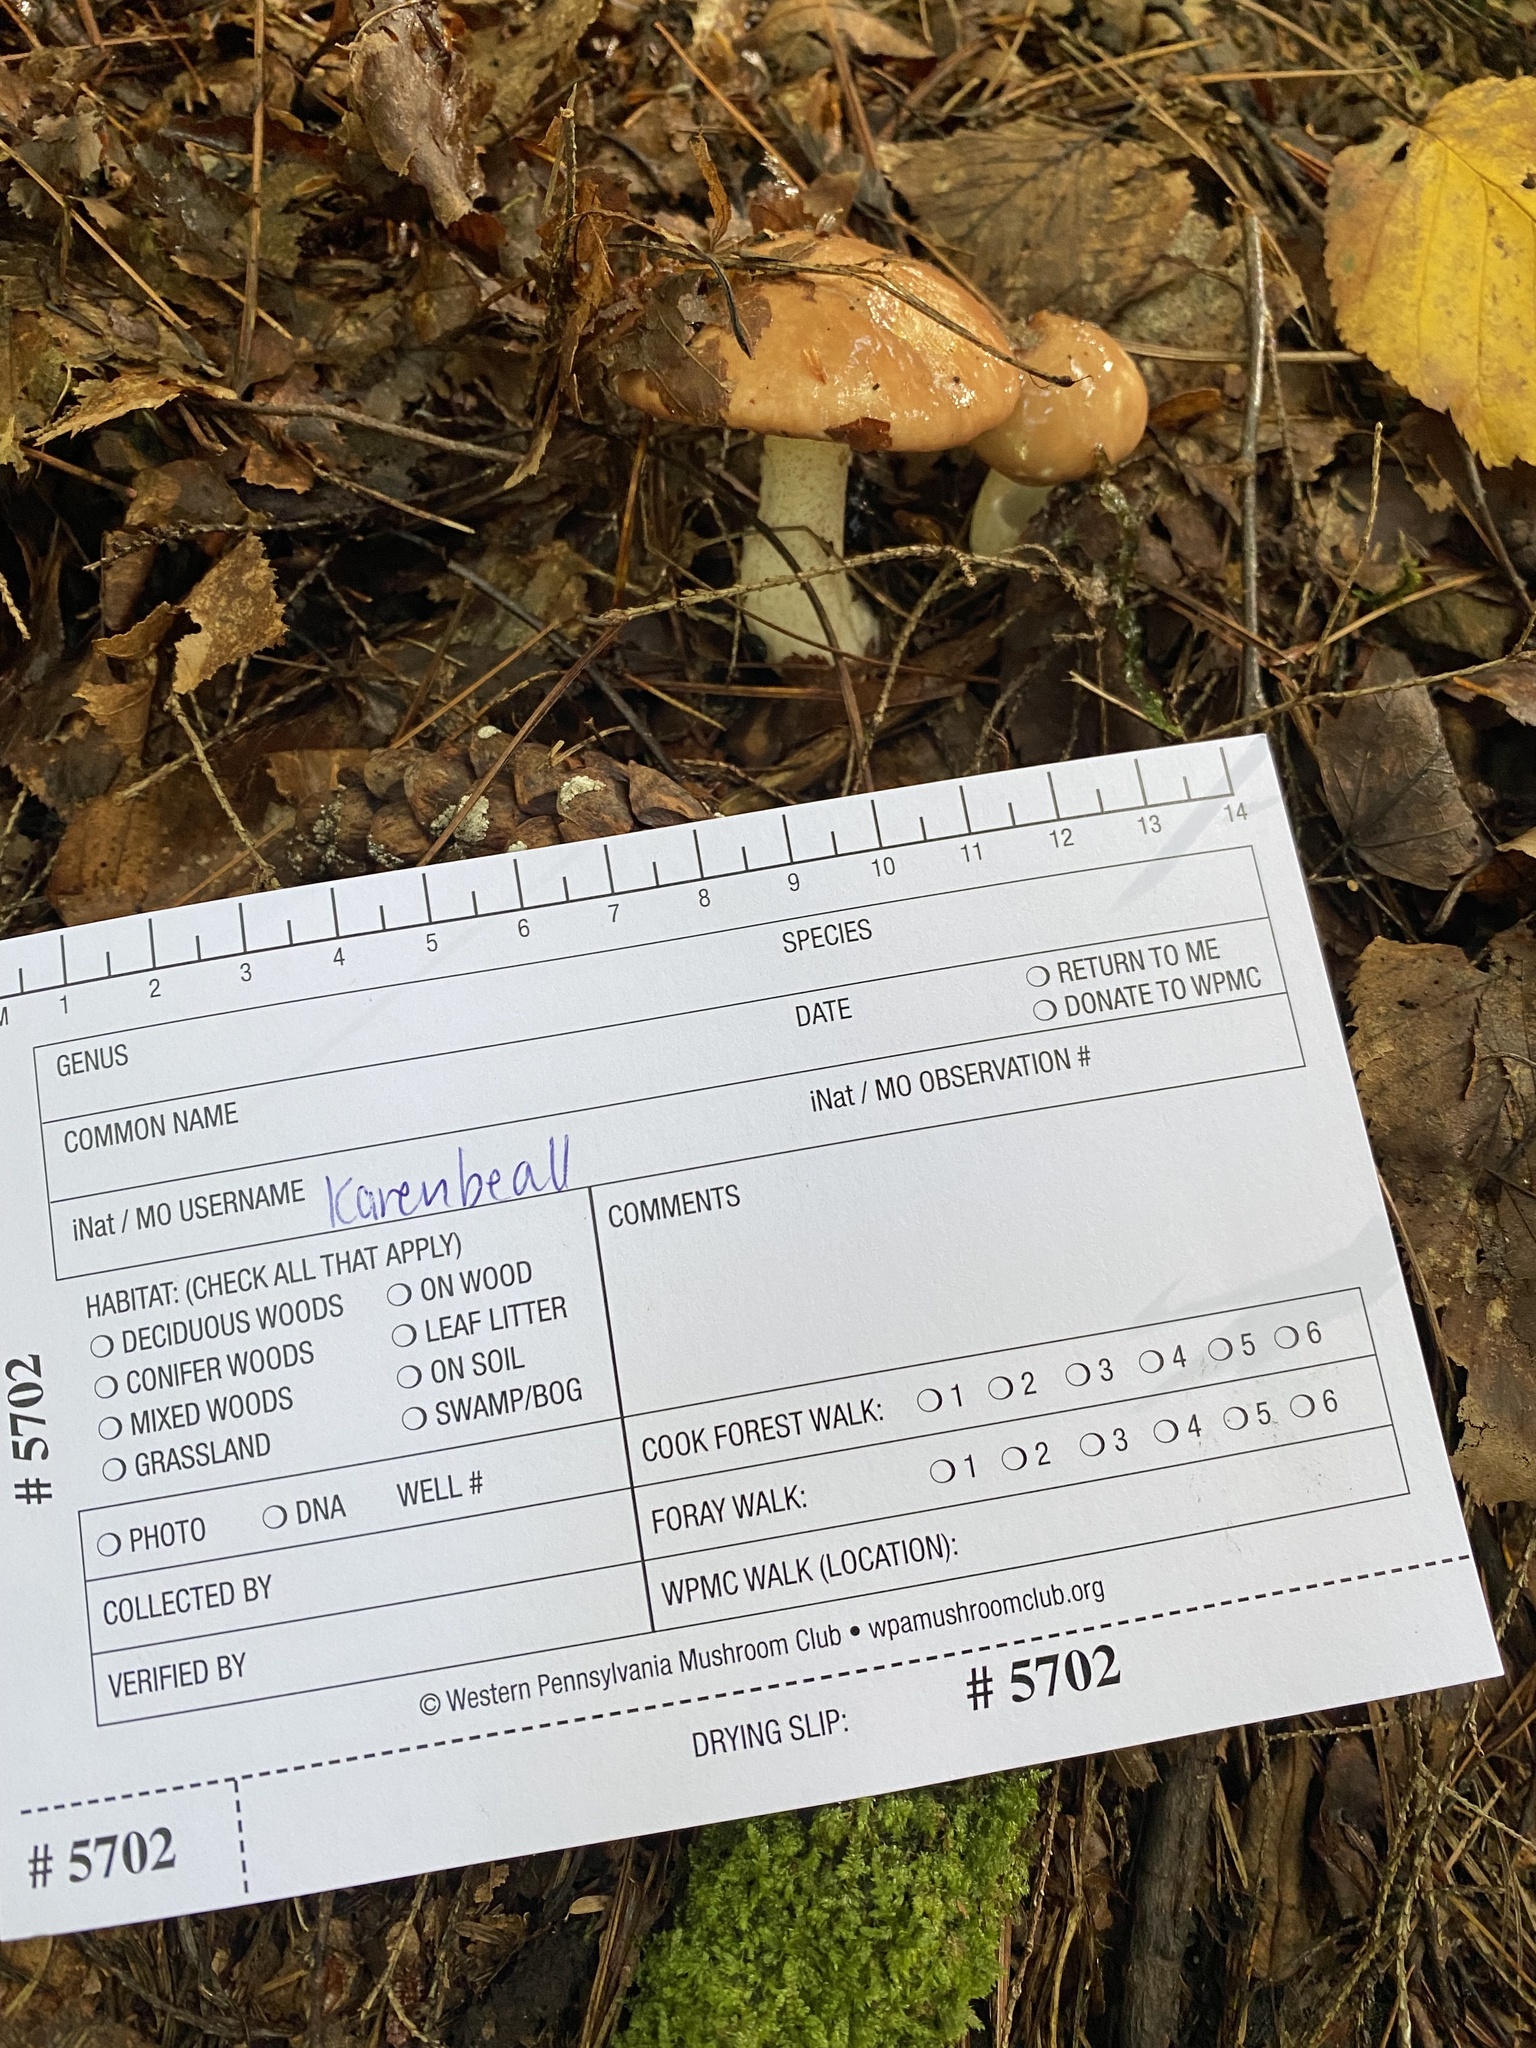 1 2 3 4 5 6 7 8 9 10 11 12 13 14
GENUS SPECIES
COMMON NAME DATE
○ RETURN TO ME
○ DONATE TO WPMC
iNat / MO USERNAME Karenbeall iNat / MO OBSERVATION #
HABITAT: (CHECK ALL THAT APPLY)
○ DECIDUOUS WOODS ○ ON WOOD
○ CONIFER WOODS ○ LEAF LITTER
○ MIXED WOODS ○ ON SOIL
○ GRASSLAND ○ SWAMP/BOG
COMMENTS
# 5702
○ PHOTO ○ DNA WELL #
COLLECTED BY
VERIFIED BY
COOK FOREST WALK: ○ 1 ○ 2 ○ 3 ○ 4 ○ 5 ○ 6
FORAY WALK: ○ 1 ○ 2 ○ 3 ○ 4 ○ 5 ○ 6
WPMC WALK (LOCATION):
© Western Pennsylvania Mushroom Club • wpamushroomclub.org
DRYING SLIP: # 5702
# 5702